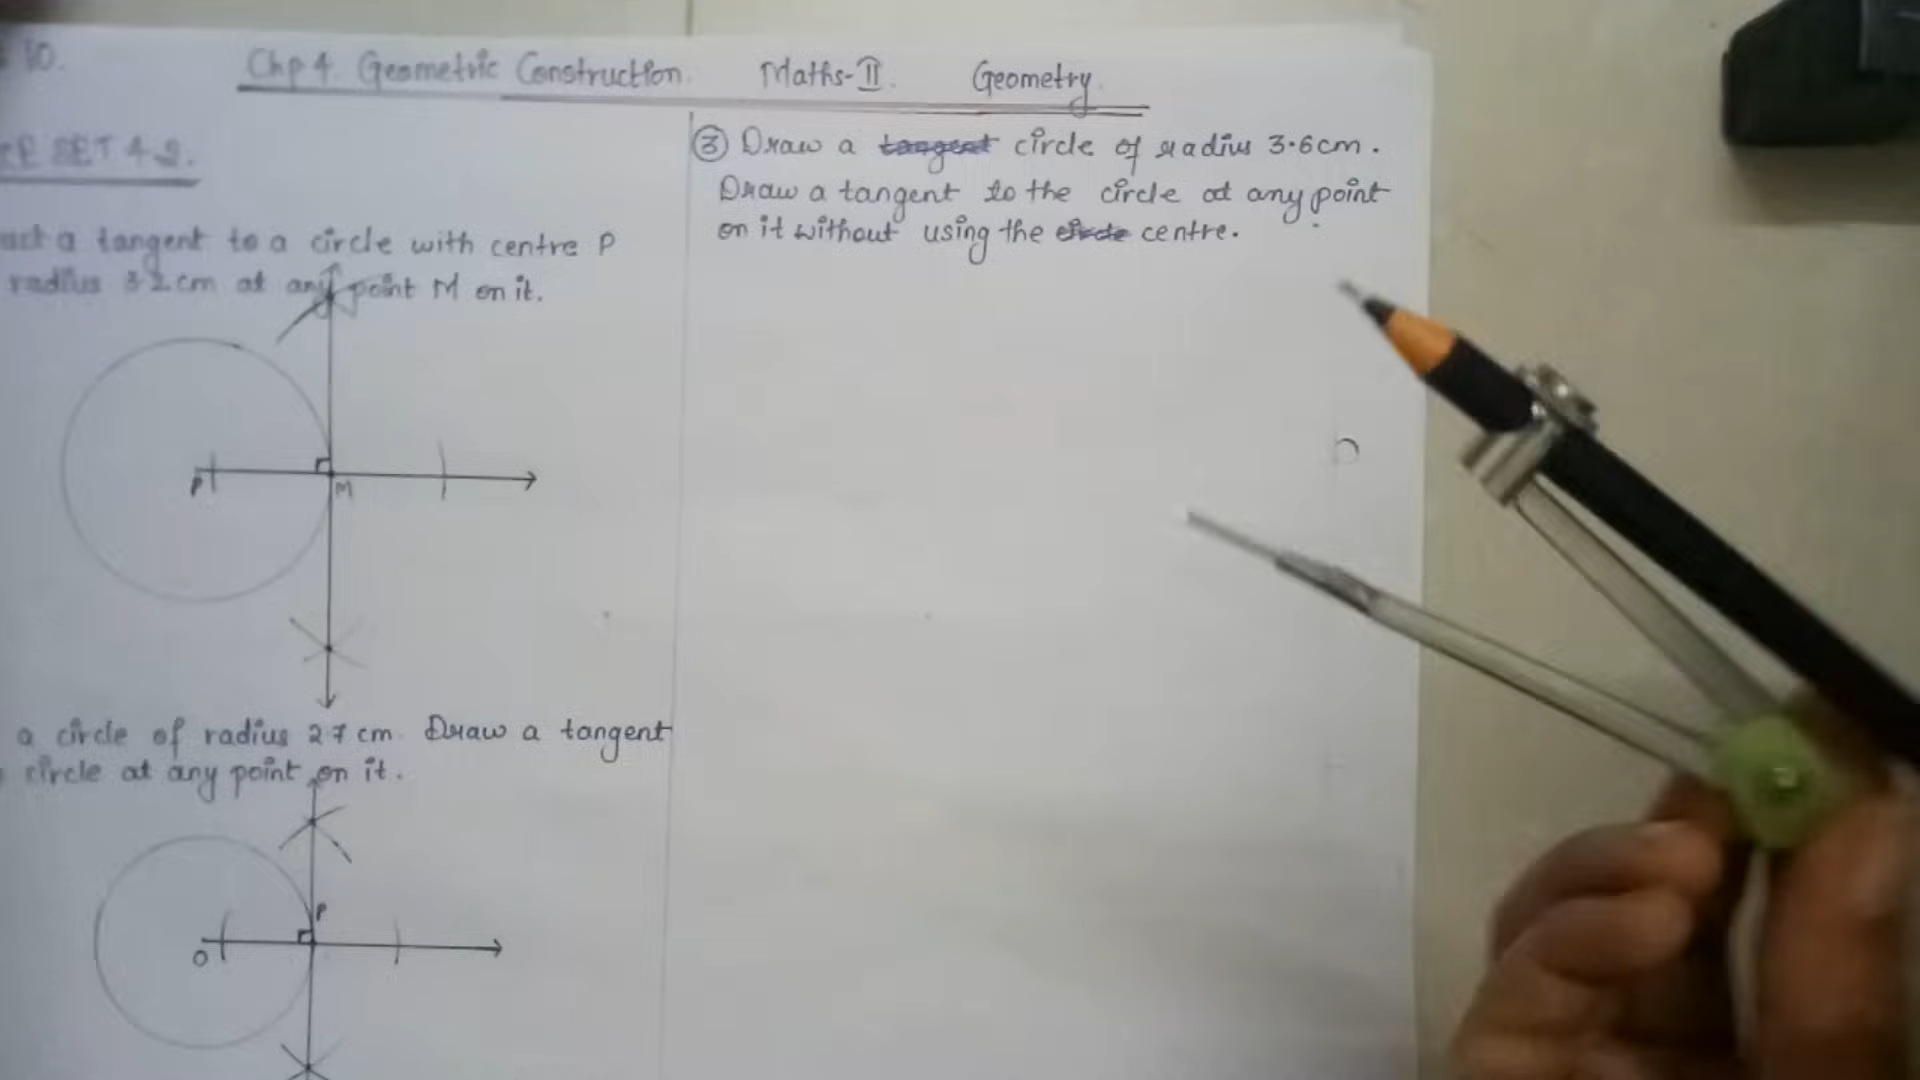 10.
Chp 4. Geometric Construction. Maths-II. Geometry.
SET 4.2.
a tangent to a circle with centre P
radius 3.2cm at any point M on it.
P
M
a circle of radius 2.7 cm. Draw a tangent
circle at any point on it.
P
O
③ Draw a tangent circle of radius 3.6cm.
Draw a tangent to the circle at any point
on it without using the circle centre.